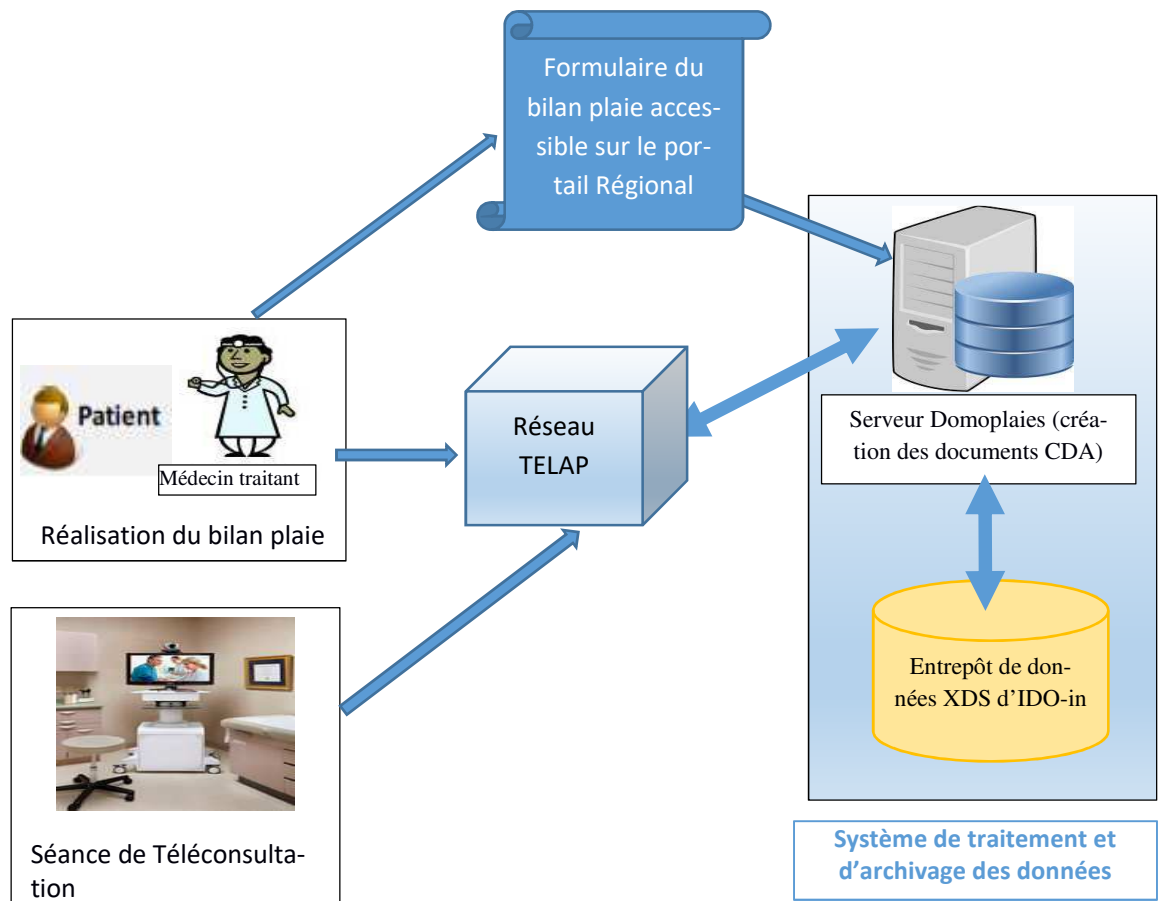 Formulaire du
bilan plaie acces-
sible sur le por-
tail Régional
Patient
Médecin traitant
Réalisation du bilan plaie
Réseau
TELAP
Serveur Domoplaies (créa-
tion des documents CDA)
Entrepôt de don-
nées XDS d’IDO-in
Séance de Téléconsulta-
tion
Système de traitement et
d’archivage des données